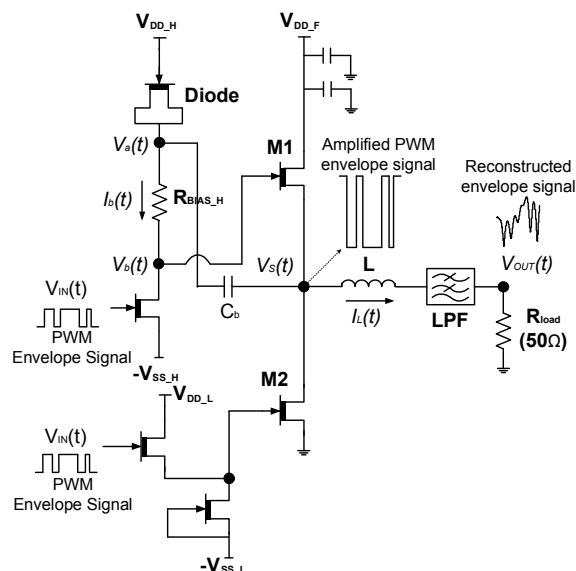 V_DD_H
V_DD_F
Diode
V_a(t)
M1
Amplified PWM
envelope signal
Reconstructed
envelope signal
I_b(t)
R_BIAS_H
V_b(t)
V_S(t)
L
V_OUT(t)
V_IN(t)
PWM
Envelope Signal
C_b
I_L(t)
LPF
R_load
(50Ω)
-V_SS_H
V_DD_L
M2
V_IN(t)
PWM
Envelope Signal
-V_SS_L